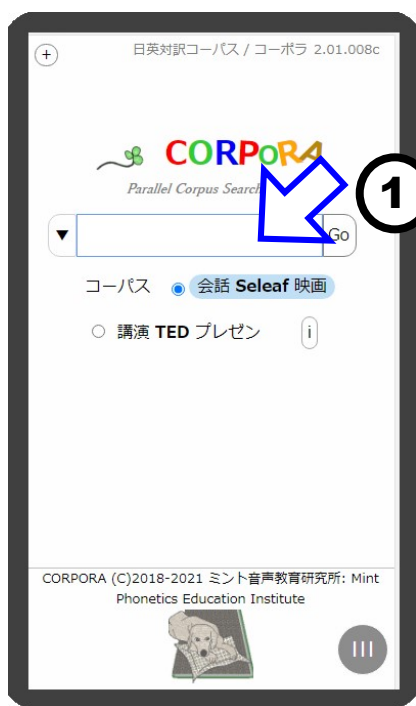 +
日英対訳コーパス / コーポラ 2.01.008c
CORPoRA
Parallel Corpus Sear
1
▼
Go
コーパス 会話 Seleaf 映画
講演 TED プレゼン i
CORPORA (C)2018-2021 ミント音声教育研究所: Mint
Phonetics Education Institute
III